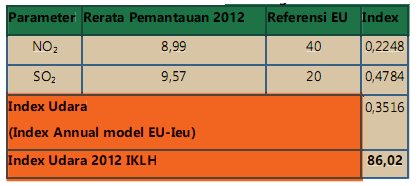 Parameter Rerata Pemantauan 2012 Referensi EU Index
NO₂ 8,99 40 0,2248
SO₂ 9,57 20 0,4784
Index Udara 0,3516
(Index Annual model EU-Ieu)
Index Udara 2012 IKLH 86,02